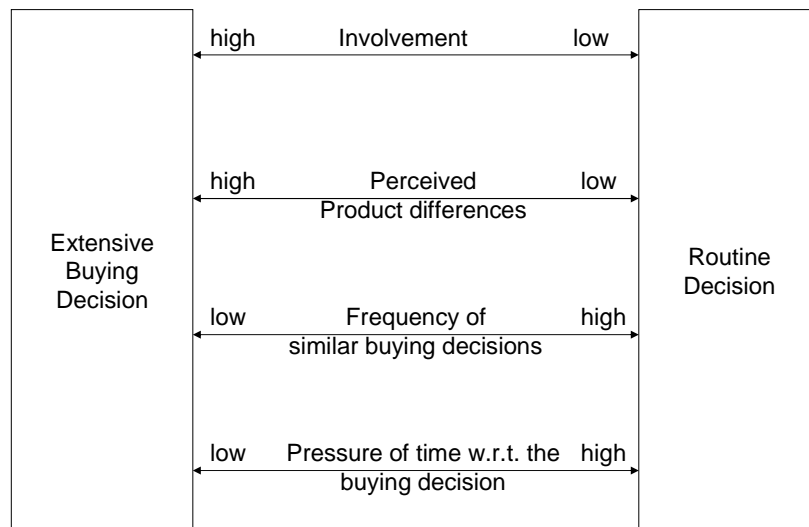 high Involvement low
high Perceived low
Product differences
Extensive
Buying
Decision
Routine
Decision
low Frequency of high
similar buying decisions
low Pressure of time w.r.t. the high
buying decision